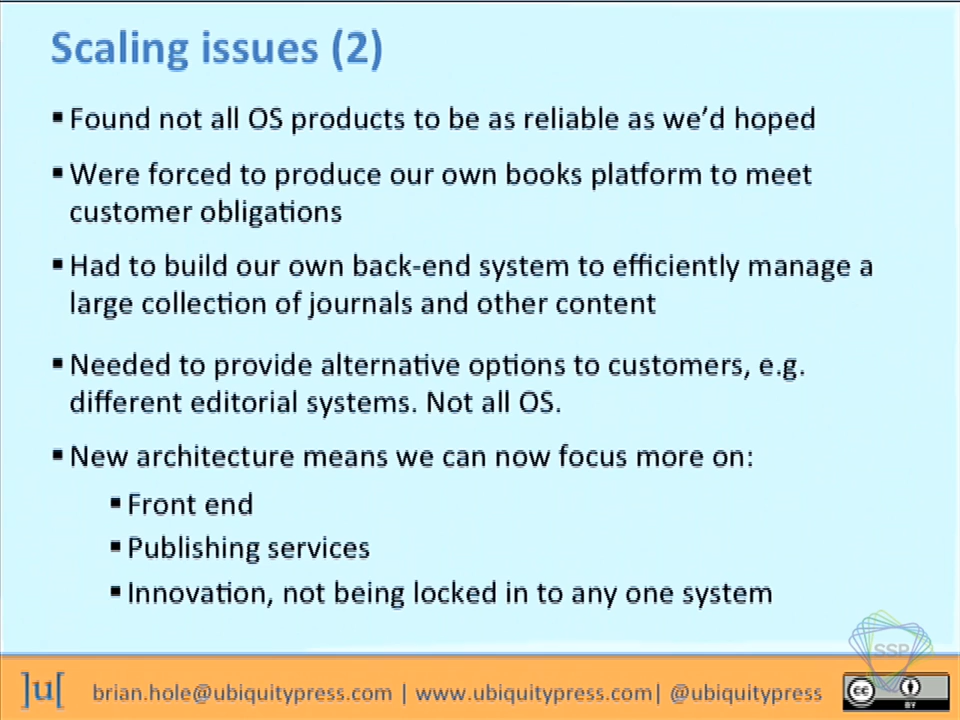 Scaling issues (2)
▪ Found not all OS products to be as reliable as we'd hoped
▪ Were forced to produce our own books platform to meet
customer obligations
▪ Had to build our own back-end system to efficiently manage a
large collection of journals and other content
▪ Needed to provide alternative options to customers, e.g.
different editorial systems. Not all OS.
▪ New architecture means we can now focus more on:
▪ Front end
▪ Publishing services
▪ Innovation, not being locked in to any one system
SSP
]u[ brian.hole@ubiquitypress.com | www.ubiquitypress.com| @ubiquitypress
cc BY